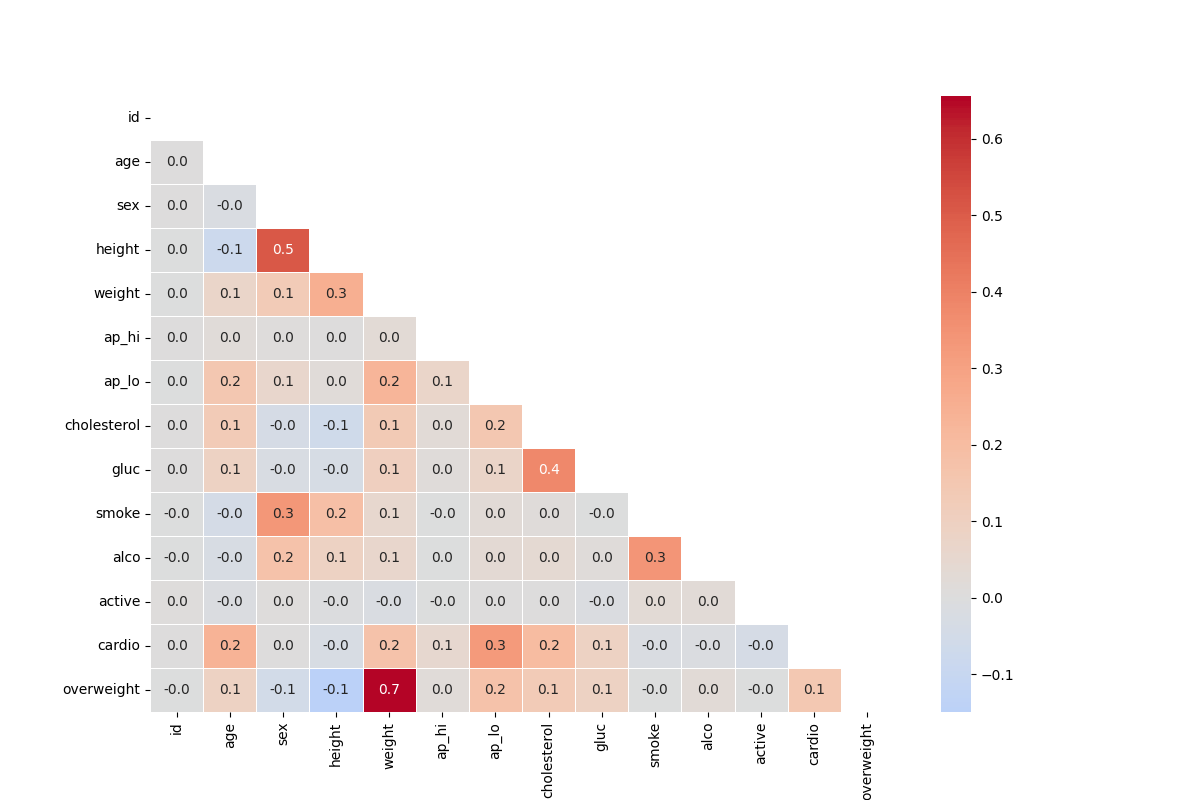 id
age 0.0
sex 0.0 -0.0
height 0.0 -0.1 0.5
weight 0.0 0.1 0.1 0.3
ap_hi 0.0 0.0 0.0 0.0 0.0
ap_lo 0.0 0.2 0.1 0.0 0.2 0.1
cholesterol 0.0 0.1 -0.0 -0.1 0.1 0.0 0.2
gluc 0.0 0.1 -0.0 -0.0 0.1 0.0 0.1 0.4
smoke -0.0 -0.0 0.3 0.2 0.1 -0.0 0.0 0.0 -0.0
alco -0.0 -0.0 0.2 0.1 0.1 0.0 0.0 0.0 0.0 0.3
active 0.0 -0.0 0.0 -0.0 -0.0 -0.0 0.0 0.0 -0.0 0.0 0.0
cardio 0.0 0.2 0.0 -0.0 0.2 0.1 0.3 0.2 0.1 -0.0 -0.0 -0.0
overweight -0.0 0.1 -0.1 -0.1 0.7 0.0 0.2 0.1 0.1 -0.0 0.0 -0.0 0.1
id age sex height weight ap_hi ap_lo cholesterol gluc smoke alco active cardio overweight
0.6
0.5
0.4
0.3
0.2
0.1
0.0
−0.1